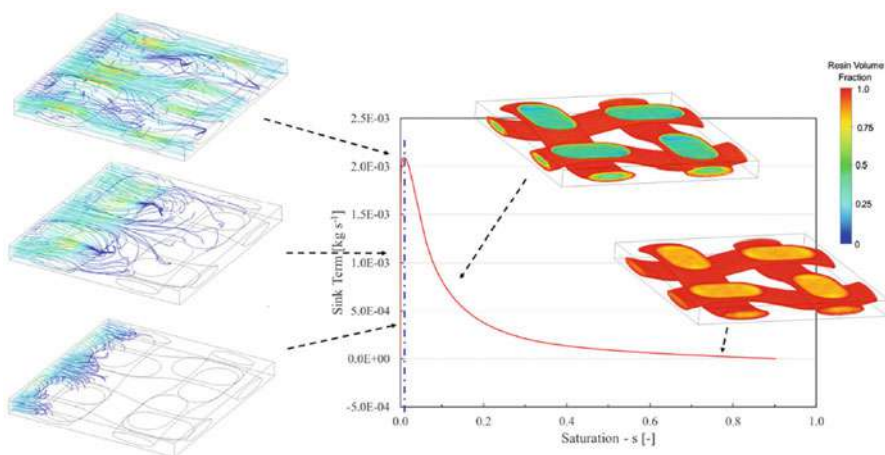 Resin Volume
Fraction
1.0
0.75
0.5
0.25
0
2.5E-03
2.0E-03
1.5E-03
1.0E-03
5.0E-04
0.0E+00
-5.0E-04
Sink Term [kg s⁻¹]
0.0
0.2
0.4
0.6
0.8
1.0
Saturation - s [-]